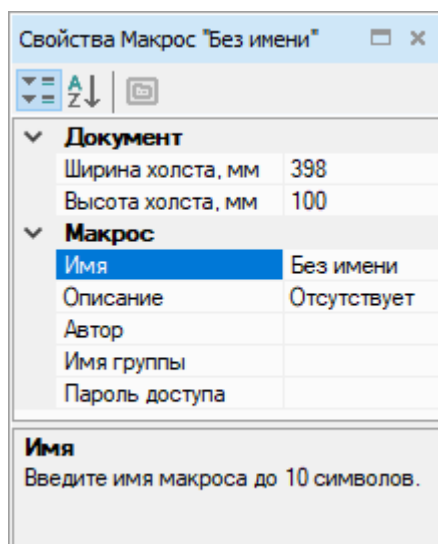 Свойства Макрос "Без имени"
Документ
Ширина холста, мм 398
Высота холста, мм 100
Макрос
Имя Без имени
Описание Отсутствует
Автор
Имя группы
Пароль доступа
Имя
Введите имя макроса до 10 символов.